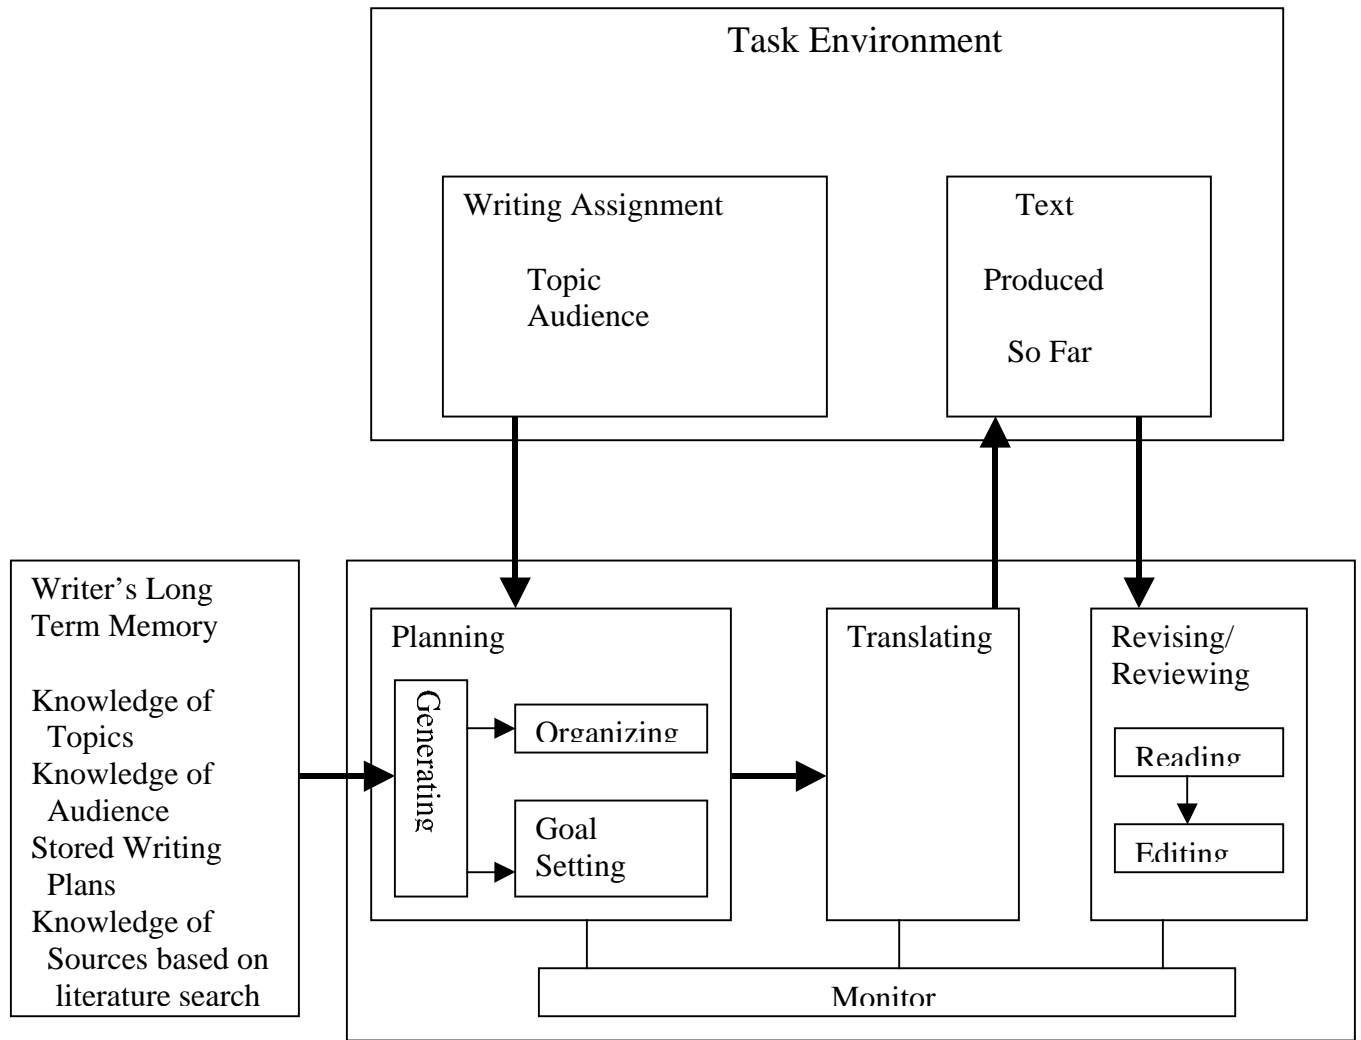 Task Environment
Writing Assignment
Topic
Audience
Text
Produced
So Far
Writer’s Long
Term Memory
Knowledge of
Topics
Knowledge of
Audience
Stored Writing
Plans
Knowledge of
Sources based on
literature search
Planning
Generating
Organizing
Goal
Setting
Translating
Revising/
Reviewing
Reading
Editing
Monitor